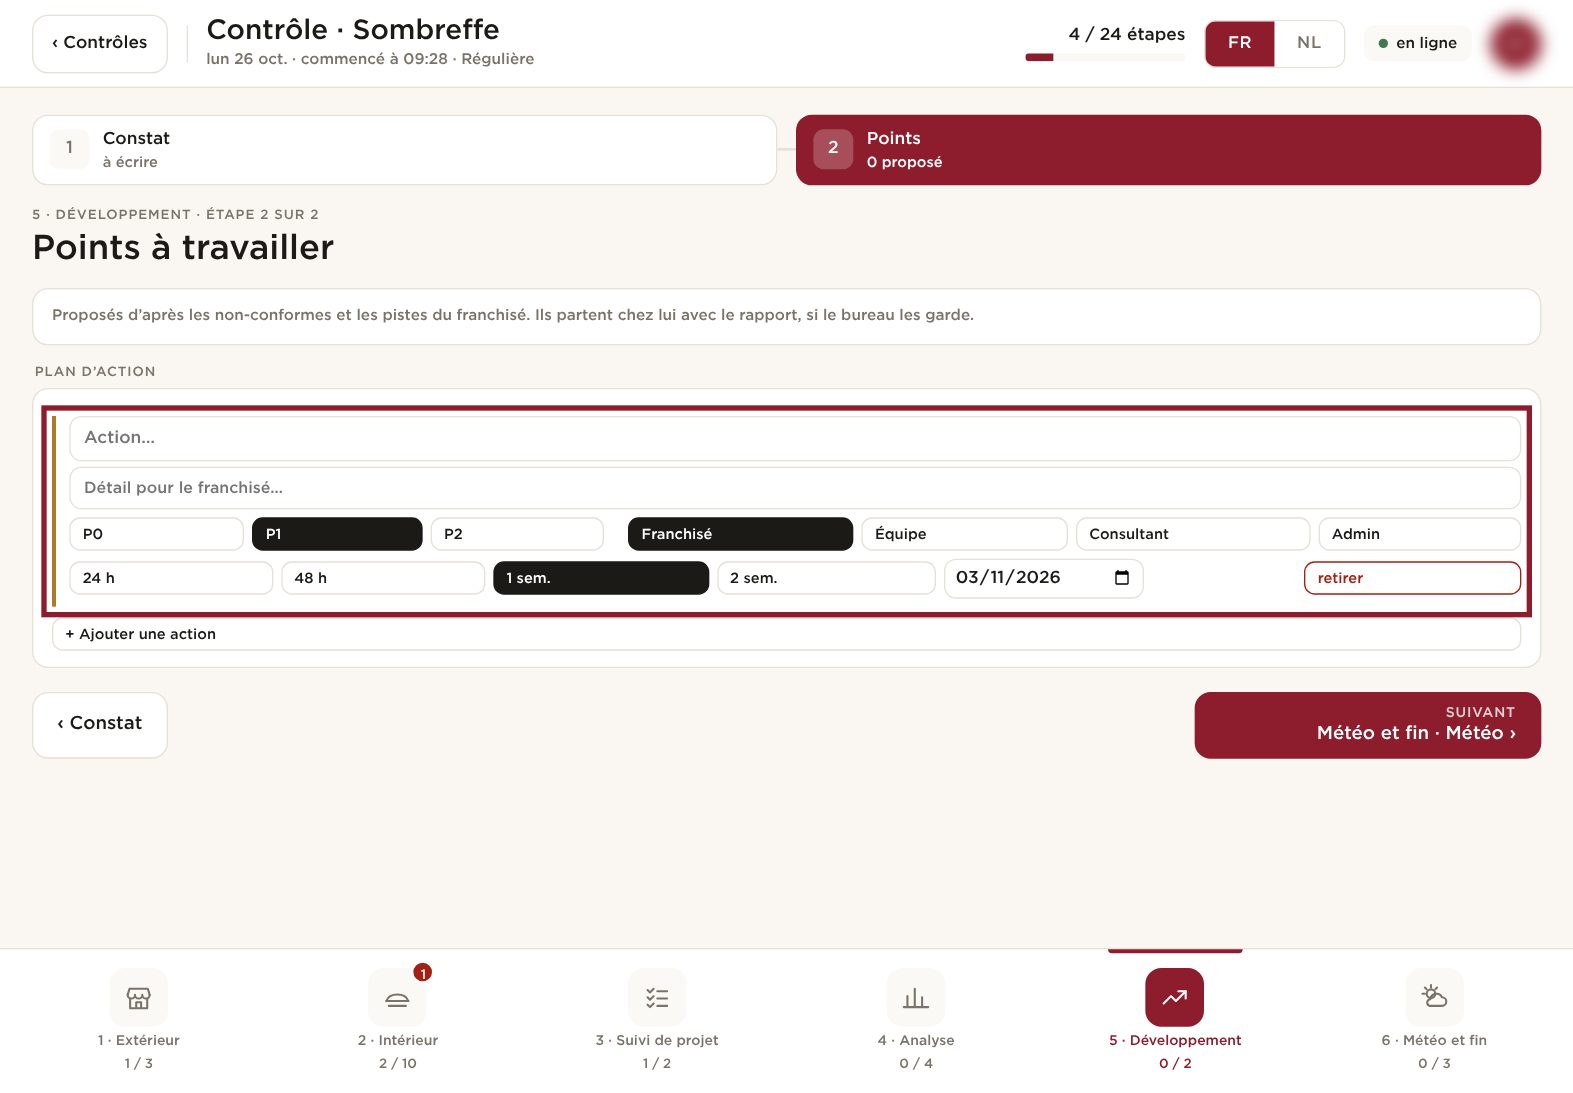 ‹ Contrôles
Contrôle · Sombreffe
lun 26 oct. · commencé à 09:28 · Régulière
4 / 24 étapes
FR
NL
en ligne
1
Constat
à écrire
2
Points
0 proposé
5 · DÉVELOPPEMENT · ÉTAPE 2 SUR 2
Points à travailler
Proposés d’après les non-conformes et les pistes du franchisé. Ils partent chez lui avec le rapport, si le bureau les garde.
PLAN D’ACTION
Action...
Détail pour le franchisé...
P0
P1
P2
Franchisé
Équipe
Consultant
Admin
24 h
48 h
1 sem.
2 sem.
03/11/2026
retirer
+ Ajouter une action
‹ Constat
SUIVANT
Météo et fin · Météo ›
1 · Extérieur
1 / 3
1
2 · Intérieur
2 / 10
3 · Suivi de projet
1 / 2
4 · Analyse
0 / 4
5 · Développement
0 / 2
6 · Météo et fin
0 / 3